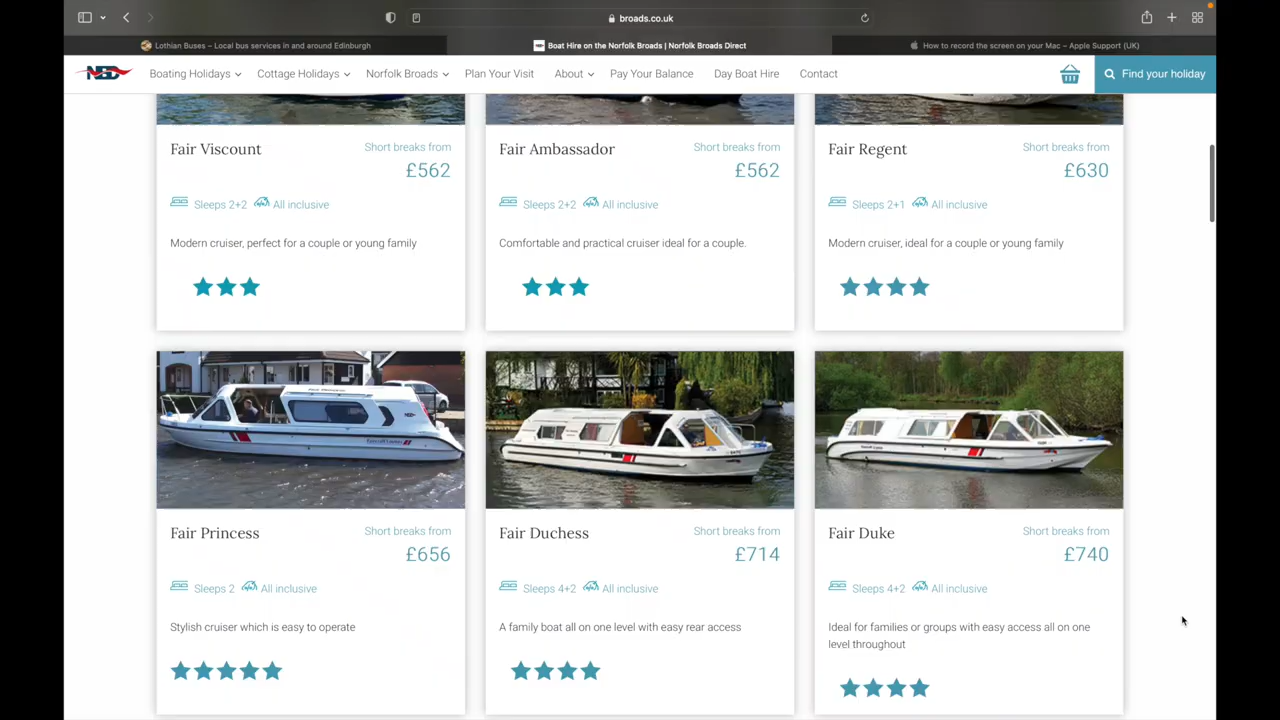 broads.co.uk
Lothian Buses – Local bus services in and around Edinburgh
Boat Hire on the Norfolk Broads | Norfolk Broads Direct
How to record the screen on your Mac – Apple Support (UK)
NBD
Boating Holidays
Cottage Holidays
Norfolk Broads
Plan Your Visit
About
Pay Your Balance
Day Boat Hire
Contact
Find your holiday
Fair Viscount
Short breaks from
£562
Sleeps 2+2
All inclusive
Modern cruiser, perfect for a couple or young family
Fair Ambassador
Short breaks from
£562
Sleeps 2+2
All inclusive
Comfortable and practical cruiser ideal for a couple.
Fair Regent
Short breaks from
£630
Sleeps 2+1
All inclusive
Modern cruiser, ideal for a couple or young family
Fair Princess
Short breaks from
£656
Sleeps 2
All inclusive
Stylish cruiser which is easy to operate
Fair Duchess
Short breaks from
£714
Sleeps 4+2
All inclusive
A family boat all on one level with easy rear access
Fair Duke
Short breaks from
£740
Sleeps 4+2
All inclusive
Ideal for families or groups with easy access all on one
level throughout